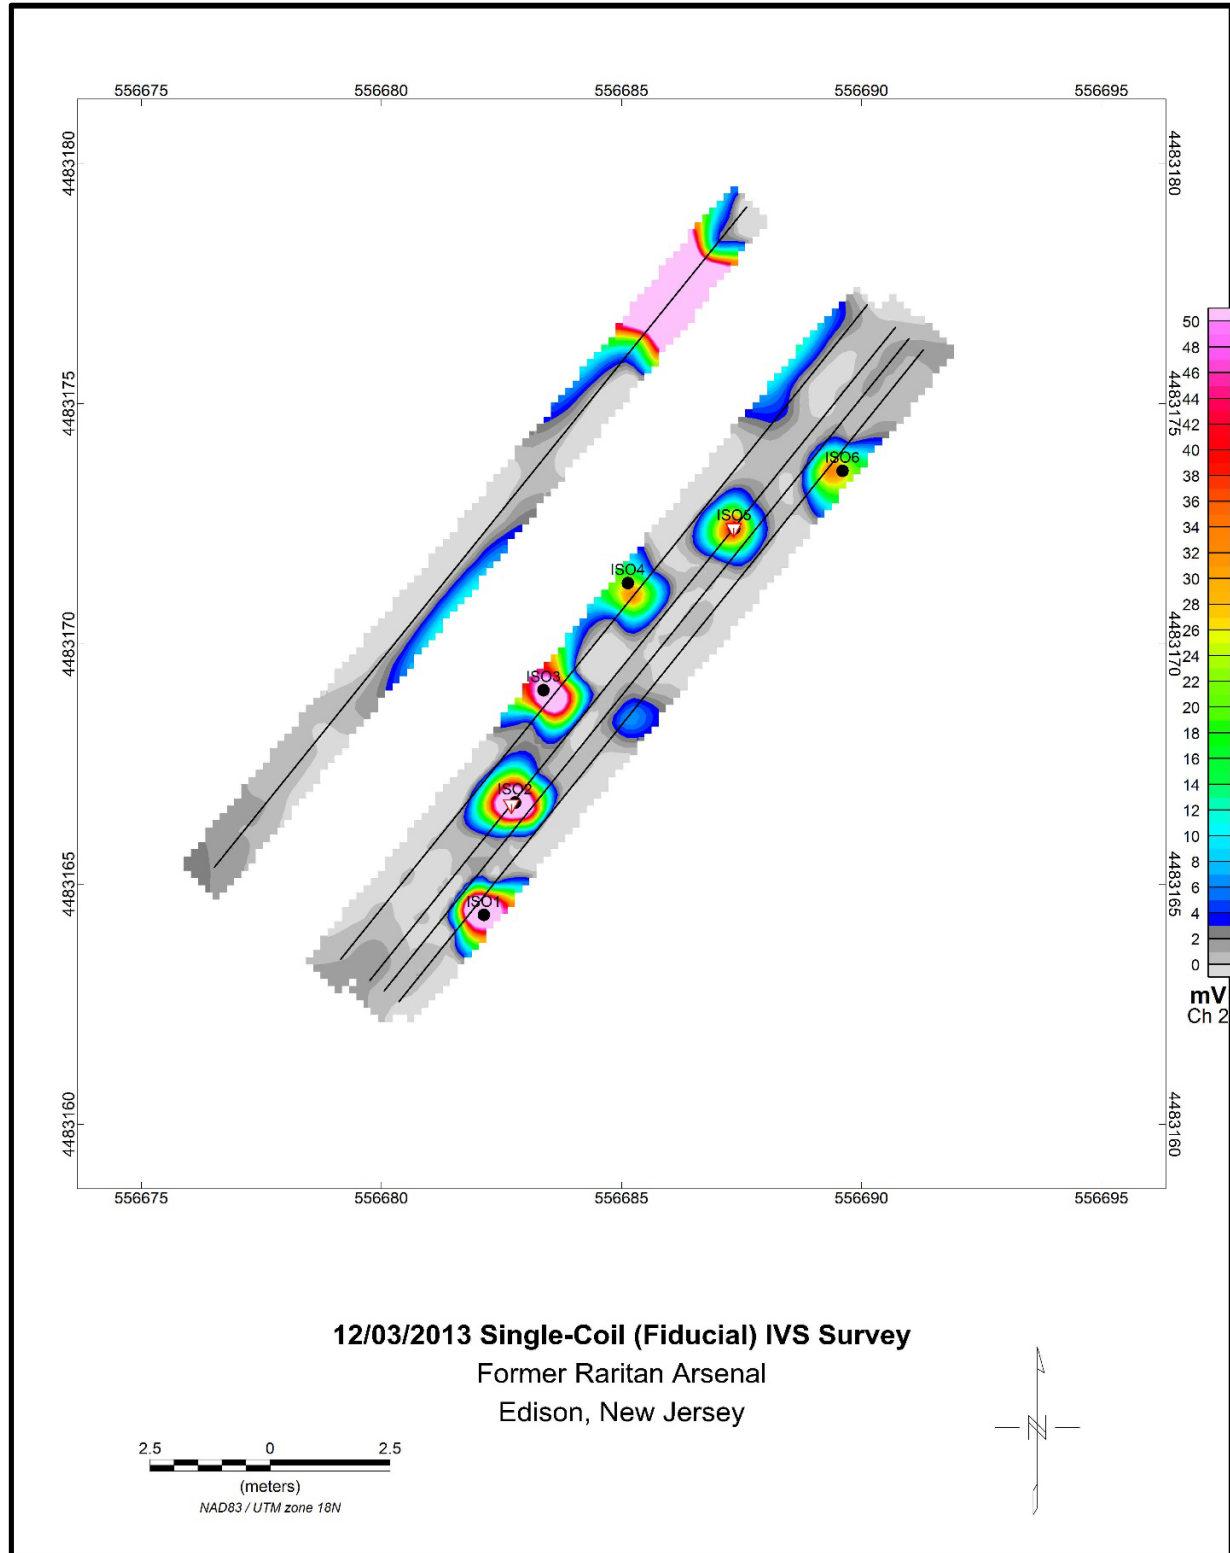 556675 556680 556685 556690 556695
4483180 4483180
4483175 4483175
ISO6
ISO5
ISO4
4483170 4483170
ISO3
ISO2
4483165 4483165
ISO1
4483160 4483160
556675 556680 556685 556690 556695
50
48
46
44
42
40
38
36
34
32
30
28
26
24
22
20
18
16
14
12
10
8
6
4
2
0
mV
Ch 2
12/03/2013 Single-Coil (Fiducial) IVS Survey
Former Raritan Arsenal
Edison, New Jersey
2.5 0 2.5
(meters)
NAD83 / UTM zone 18N
N